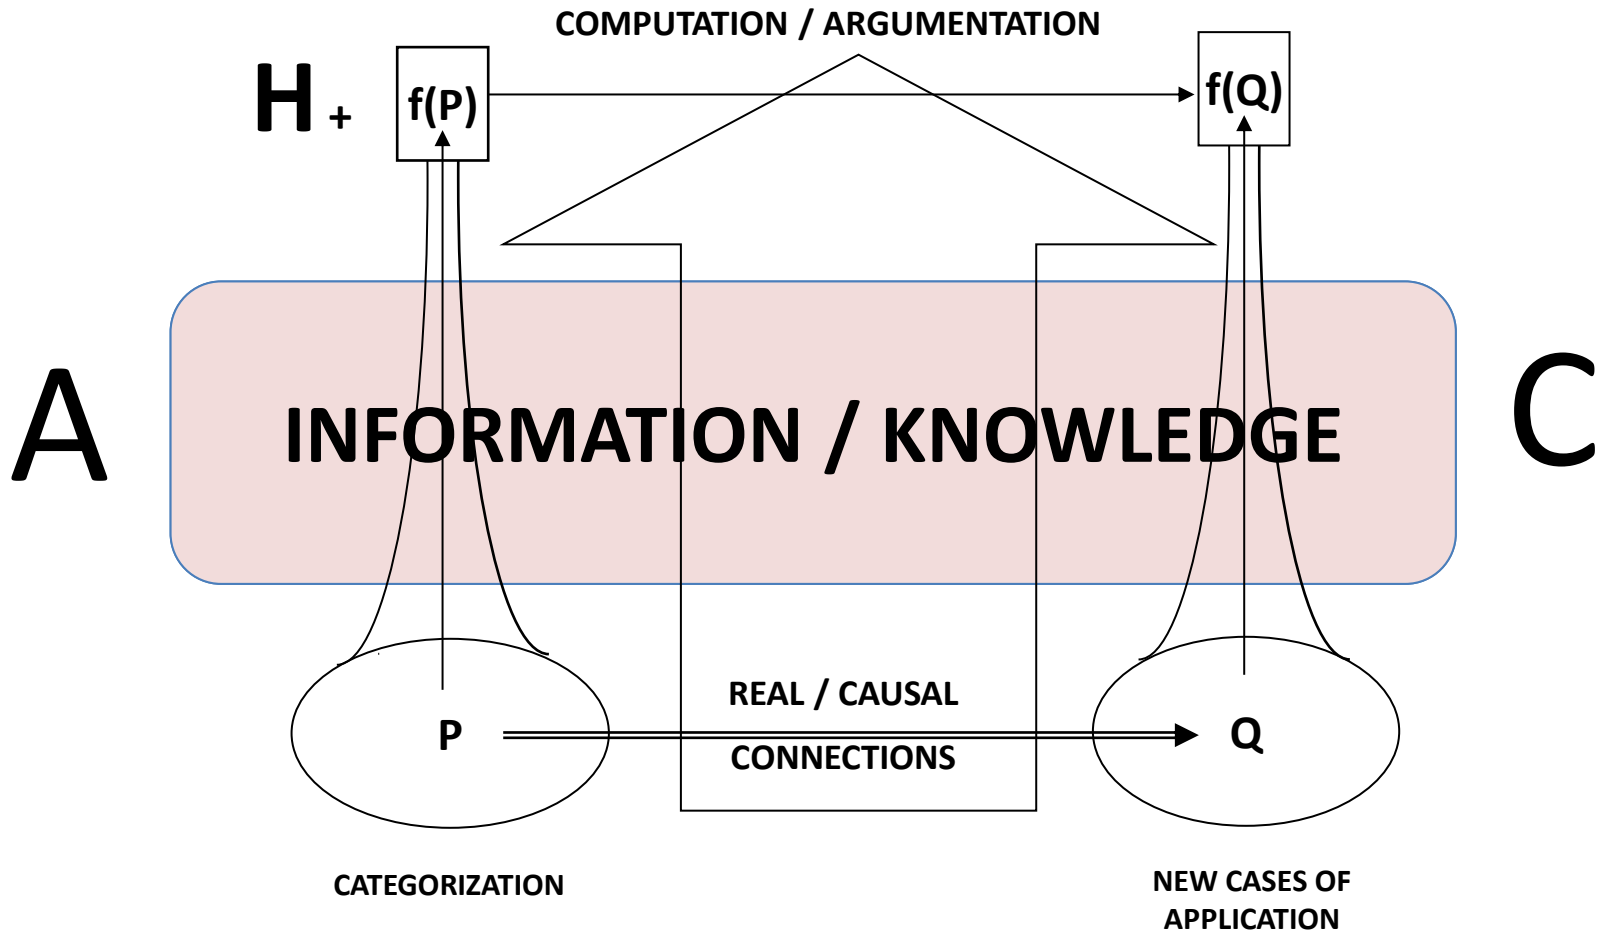 COMPUTATION / ARGUMENTATION
H + f(P) f(Q)
A INFORMATION / KNOWLEDGE C
REAL / CAUSAL
P Q
CONNECTIONS
CATEGORIZATION
NEW CASES OF
APPLICATION